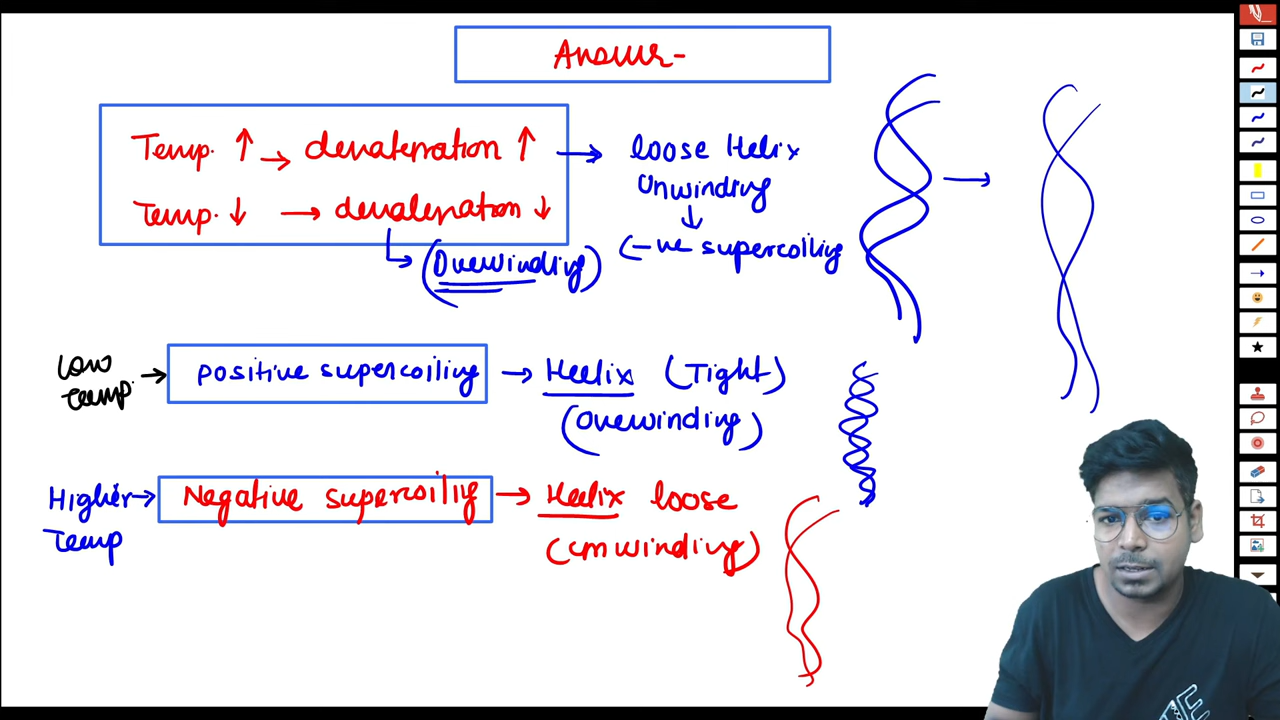 Answer-
Temp. ↑ → denaturation ↑ → loose Helix
Unwinding
↓
Temp. ↓ → denaturation ↓
(-ve supercoiling
(Overwinding)
Low Temp. → positive supercoiling → Helix (Tight)
(Overwinding)
Higher Temp → Negative supercoiling → Helix loose
(unwinding)